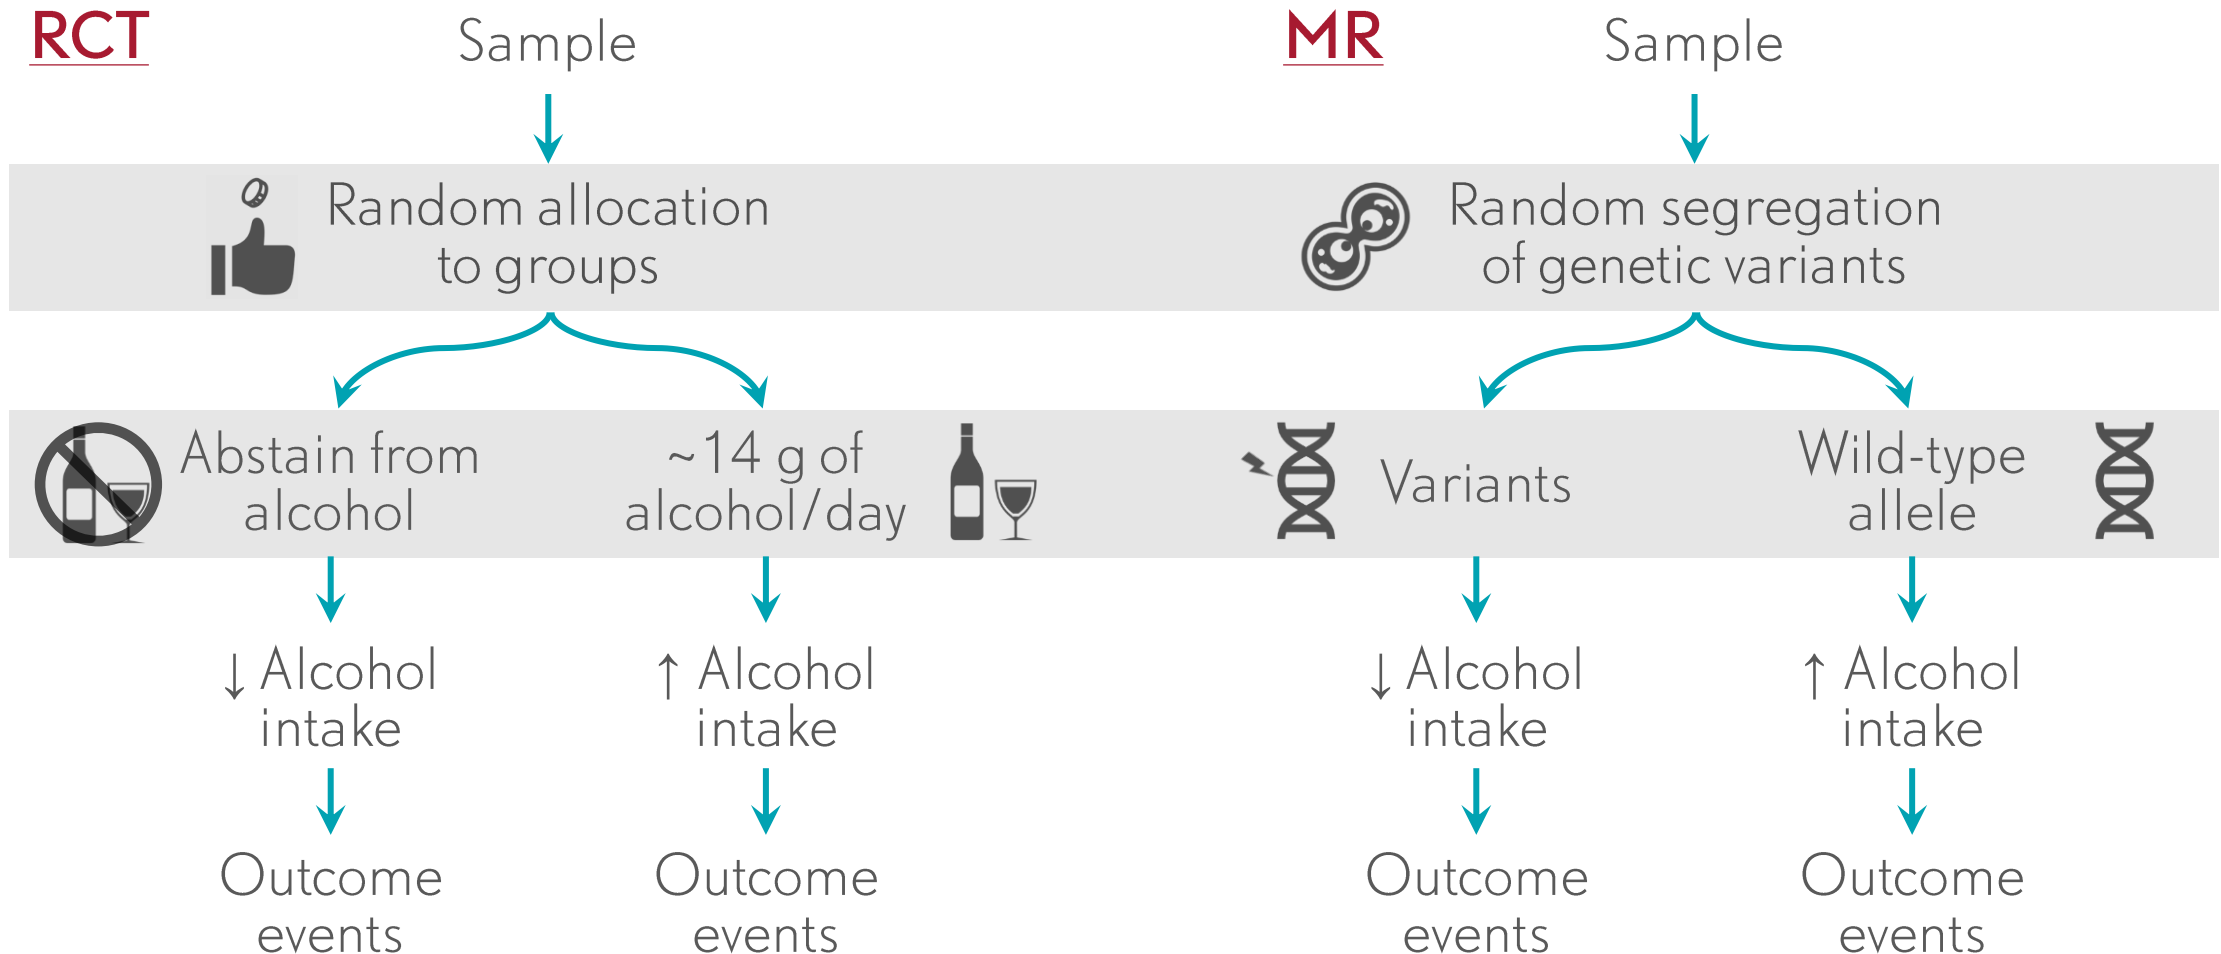 RCT
Sample
Random allocation
to groups
Abstain from
alcohol
~14 g of
alcohol/day
↓ Alcohol
intake
↑ Alcohol
intake
Outcome
events
Outcome
events
MR
Sample
Random segregation
of genetic variants
Variants
Wild-type
allele
↓ Alcohol
intake
↑ Alcohol
intake
Outcome
events
Outcome
events